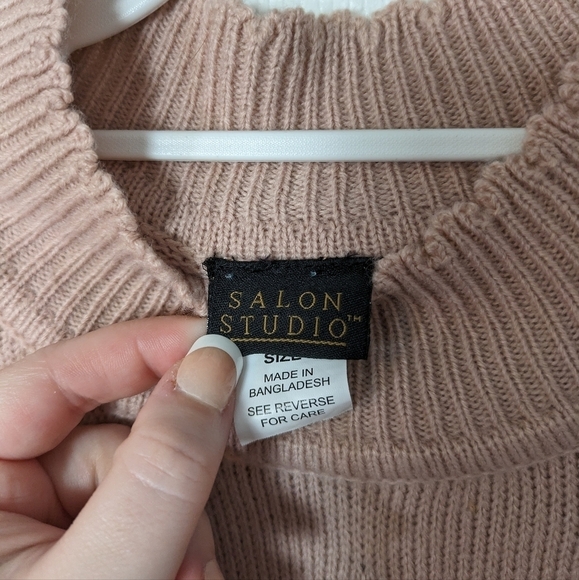 SALON
STUDIO™
SIZE
MADE IN
BANGLADESH
SEE REVERSE
FOR CARE